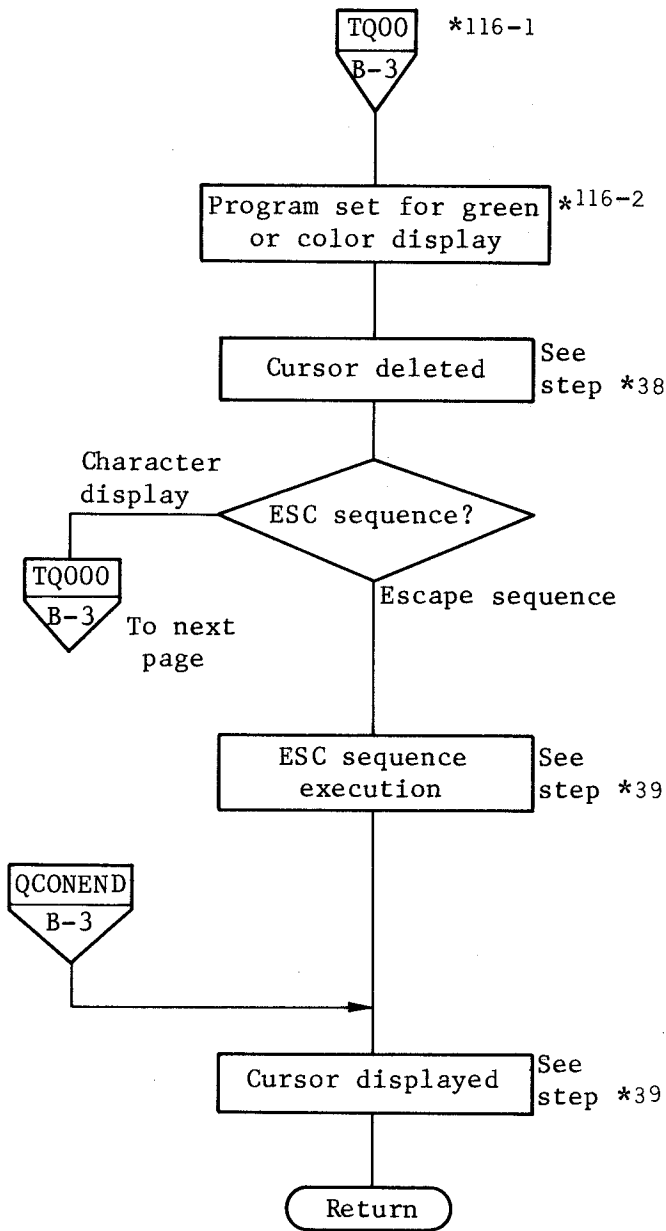 TQ00 *116-1
B-3
Program set for green *116-2
or color display
Cursor deleted
See
step *38
Character
display
ESC sequence?
TQ000
B-3
To next
page
Escape sequence
ESC sequence
execution
See
step *39
QCONEND
B-3
Cursor displayed
See
step *39
Return